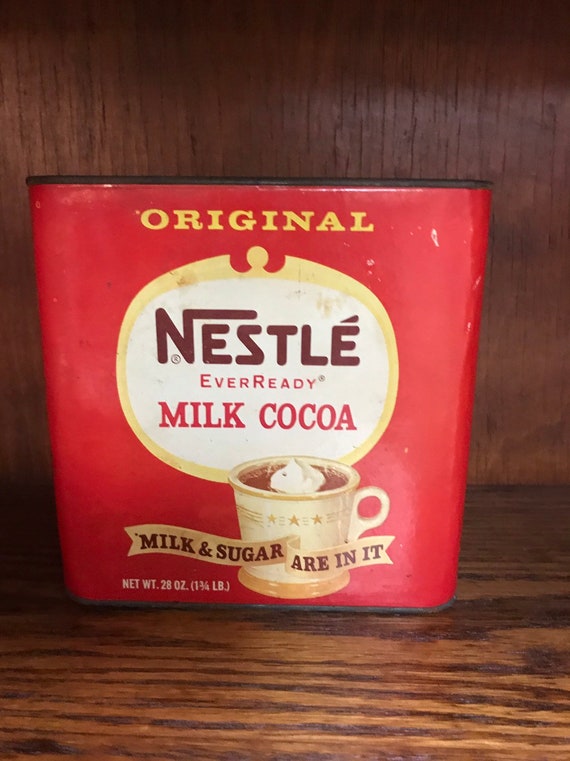 ORIGINAL
NESTLÉ®
EVERREADY®
MILK COCOA
MILK & SUGAR ARE IN IT
NET WT. 28 OZ. (1¾ LB.)